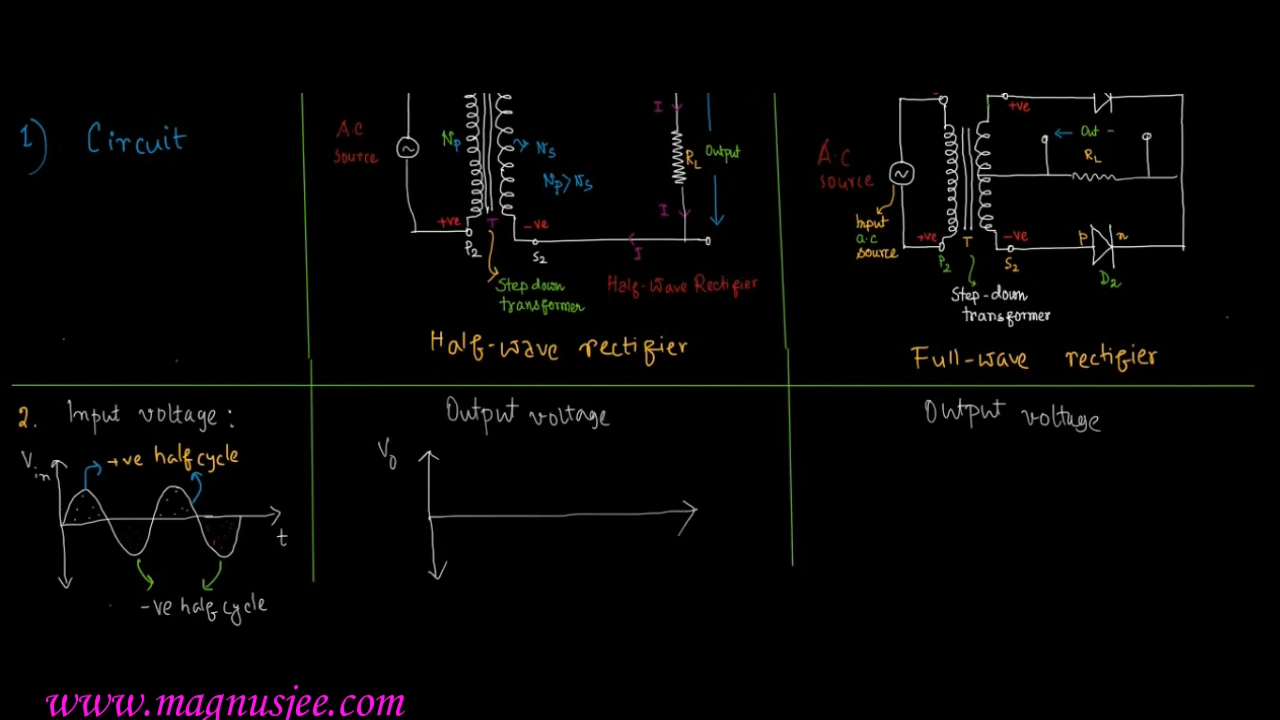 1) Circuit
A.C
source
Np
Ns
Np>Ns
I
RL
Output
I
I
+ve
-ve
P2
T
S2
Step down
transformer
Half-Wave Rectifier
Half-wave rectifier
A.C
source
Input
a.c
source
+ve
Out -
RL
+ve
-ve
P2
T
S2
p
n
D2
Step-down
transformer
Full-wave rectifier
2. Input voltage:
Vin
+ve half cycle
t
-ve half cycle
Output voltage
V0
Output voltage
www.magnusjee.com